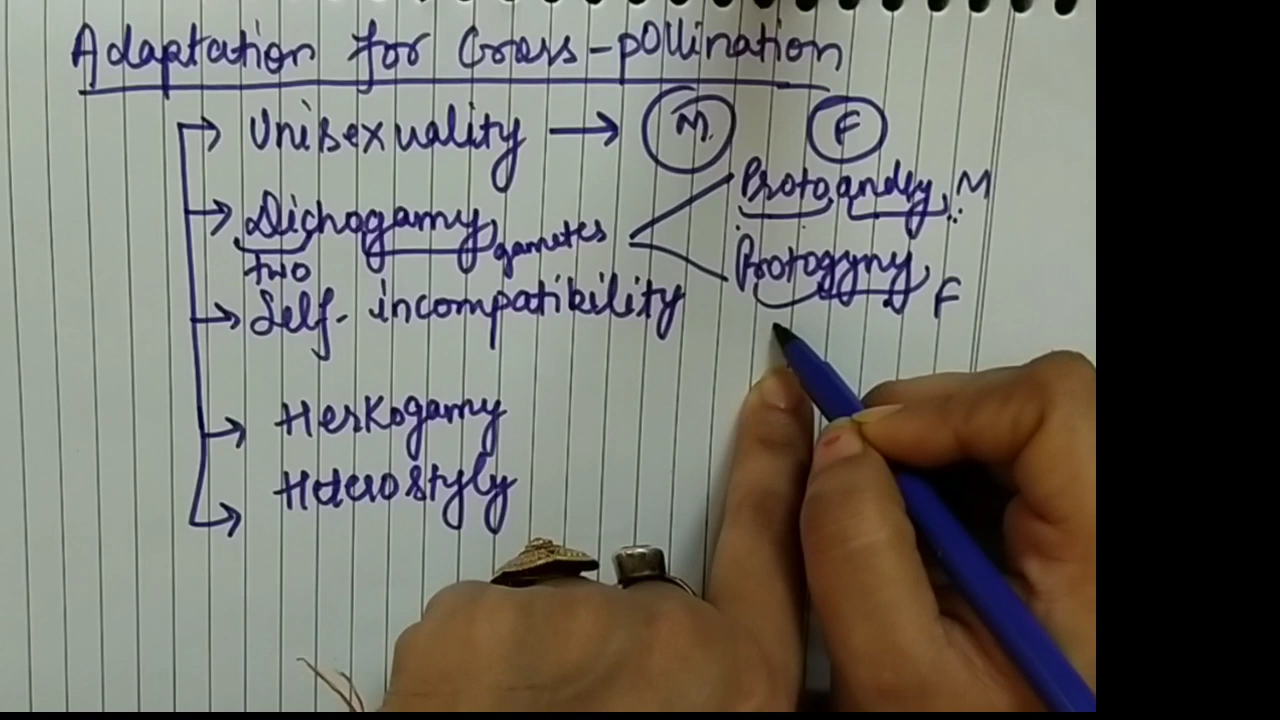 Adaptation for Cross-pollination
Unisexuality → M. F
Dichogamy, gametes Protoandry, M
two Protogyny, F
Self-incompatibility
Herkogamy
Heterostyly